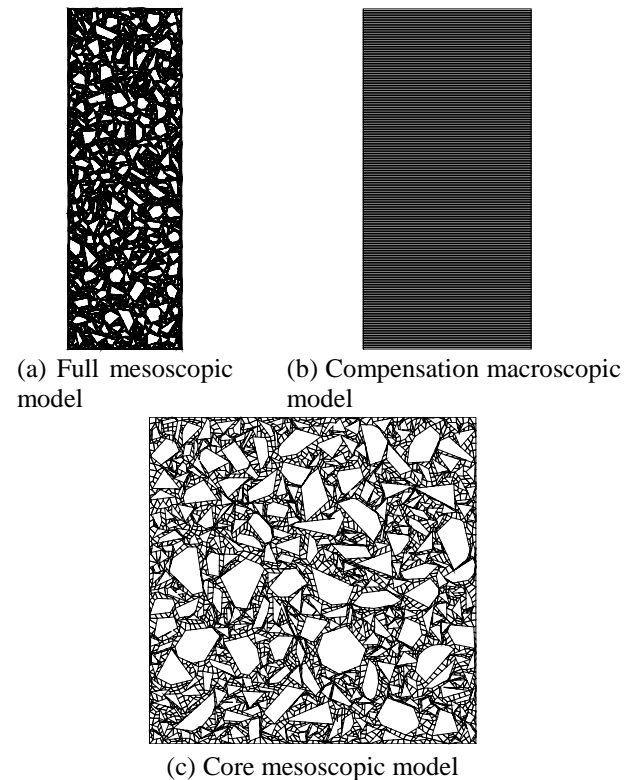 (a) Full mesoscopic
model
(b) Compensation macroscopic
model
(c) Core mesoscopic model